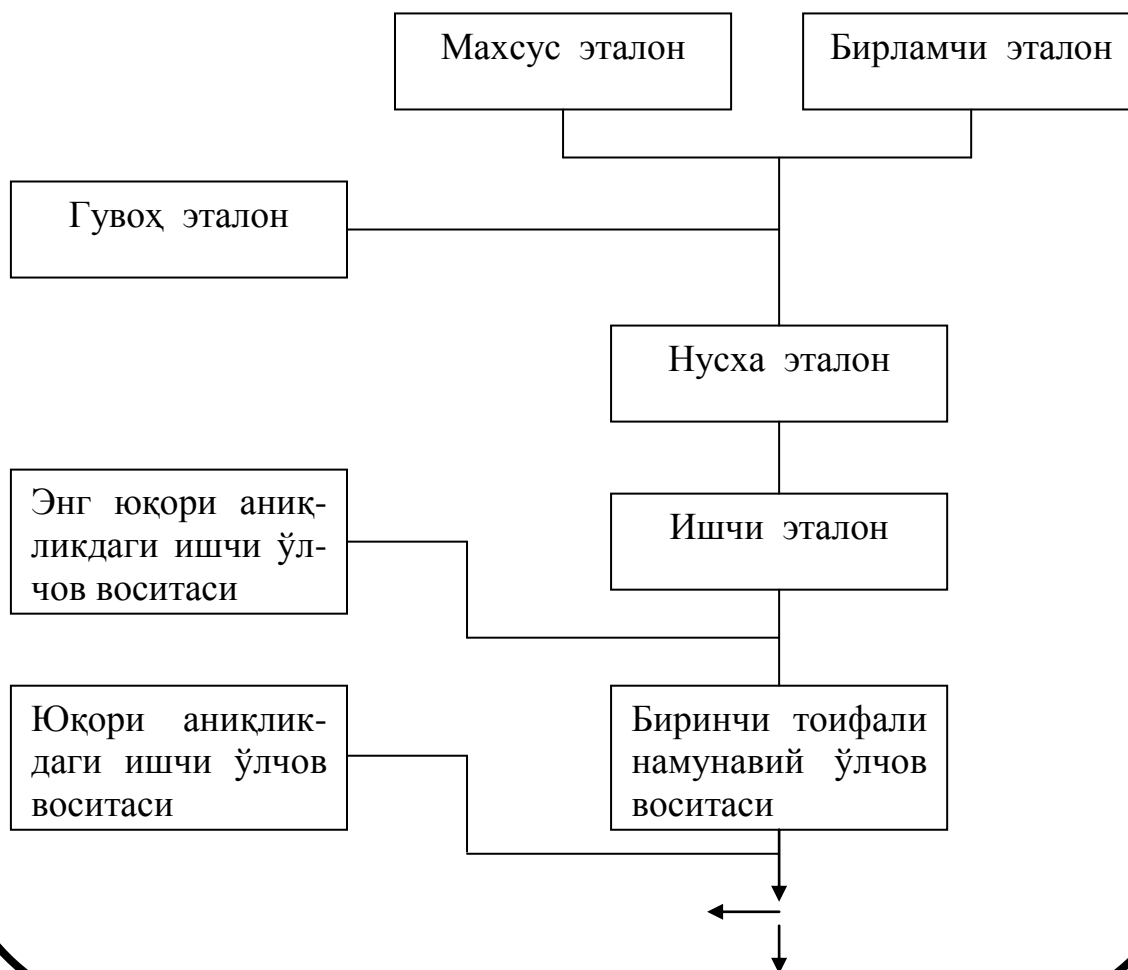 Махсус эталон
Бирламчи эталон
Гувоҳ эталон
Нусха эталон
Энг юқори аниқ-
ликдаги ишчи ўл-
чов воситаси
Ишчи эталон
Юқори аниқлик-
даги ишчи ўлчов
воситаси
Биринчи тоифали
намунавий ўлчов
воситаси